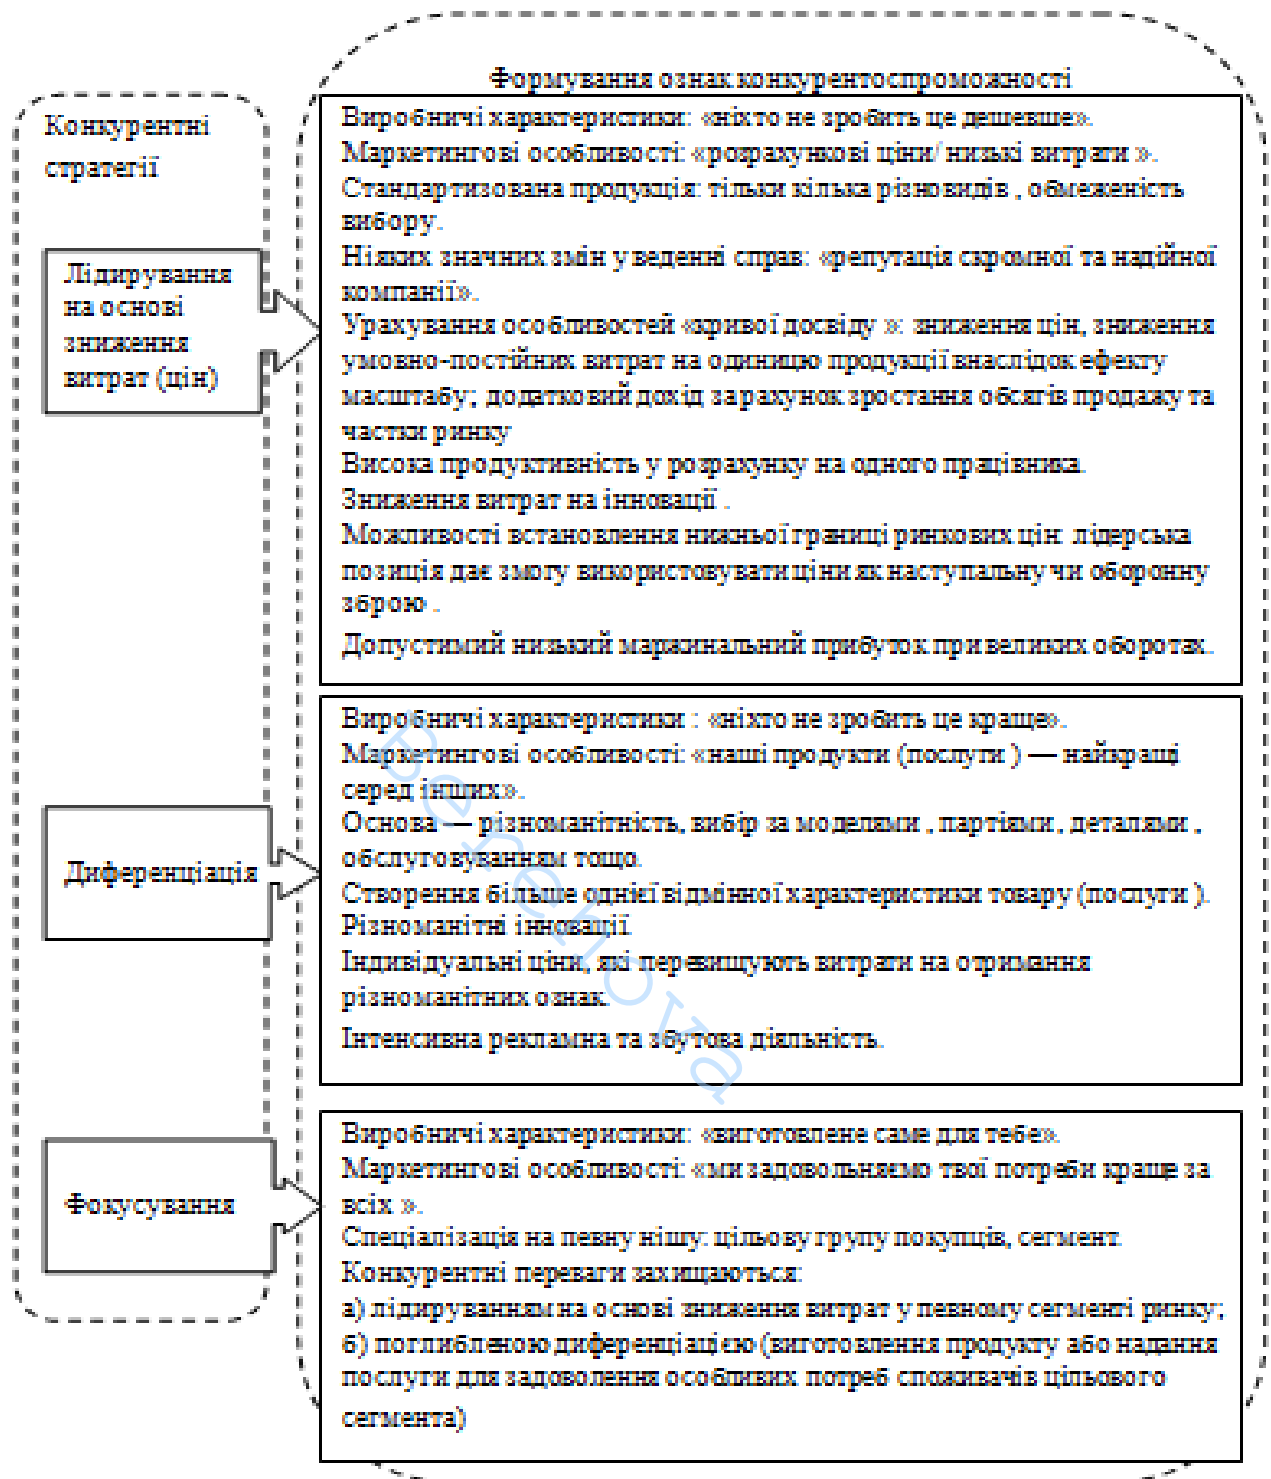 Формування ознак конкурентоспроможності
Конкурентні
стратегії
Лідирування
на основі
зниження
витрат (цін)
Виробничі характеристики: «ніхто не зробить це дешевше».
Маркетингові особливості: «розрахункові ціни/ низькі витрати ».
Стандартизована продукція: тільки кілька різновидів , обмеженість
вибору.
Ніяких значних змін у веденні справ: «репутація скромної та надійної
компанії».
Урахування особливостей «кривої досвіду »: зниження цін, зниження
умовно-постійних витрат на одиницю продукції внаслідок ефекту
масштабу; додатковий дохід за рахунок зростання обсягів продажу та
частки ринку
Висока продуктивність у розрахунку на одного працівника.
Зниження витрат на інновації .
Можливості встановлення нижньої границі ринкових цін: лідерська
позиція дає змогу використовувати ціни як наступальну чи оборонну
зброю .
Допустимий низький маржинальний прибуток при великих оборотах.
Диференціація
Виробничі характеристики : «ніхто не зробить це краще».
Маркетингові особливості: «наші продукти (послуги ) — найкращі
серед інших».
Основа — різноманітність, вибір за моделями , партіями , деталями ,
обслуговуванням тощо.
Створення більше однієї відмінної характеристики товару (послуги ).
Різноманітні інновації.
Індивідуальні ціни, які перевищують витрати на отримання
різноманітних ознак.
Інтенсивна рекламна та збутова діяльність.
Фокусування
Виробничі характеристики: «виготовлене саме для тебе».
Маркетингові особливості: «ми задовольняємо твої потреби краще за
всіх ».
Спеціалізація на певну нішу: цільову групу покупців, сегмент.
Конкурентні переваги захищаються:
а) лідируванням на основі зниження витрат у певному сегменті ринку;
б) поглибленою диференціацією (виготовлення продукту або надання
послуги для задоволення особливих потреб споживачів цільового
сегмента)
Berehova